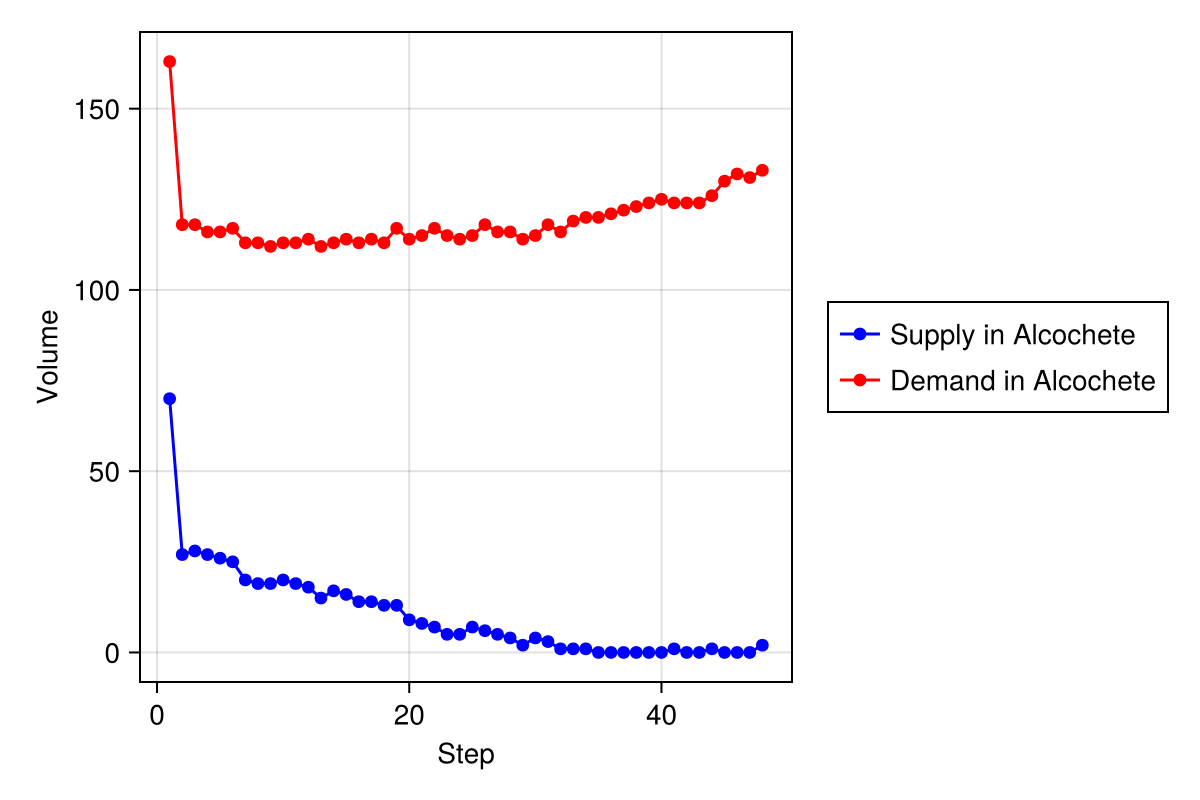 150
100
50
0
Volume
0 20 40
Step
Supply in Alcochete
Demand in Alcochete